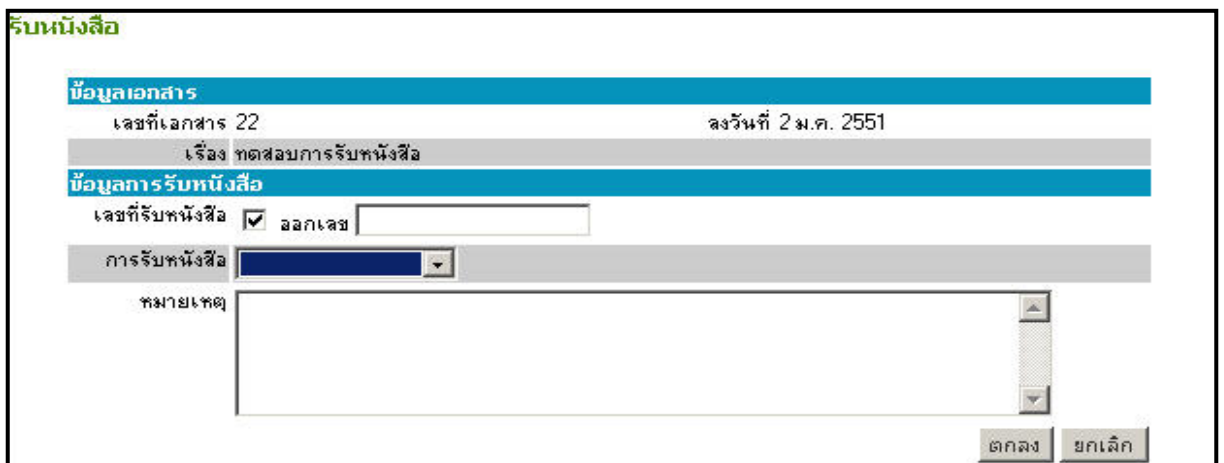 รับหนังสือ
ข้อมูลเอกสาร
เลขที่เอกสาร 22 ลงวันที่ 2 ม.ค. 2551
เรื่อง ทดสอบการรับหนังสือ
ข้อมูลการรับหนังสือ
เลขที่รับหนังสือ ออกเลข
การรับหนังสือ
หมายเหตุ
ตกลง ยกเลิก